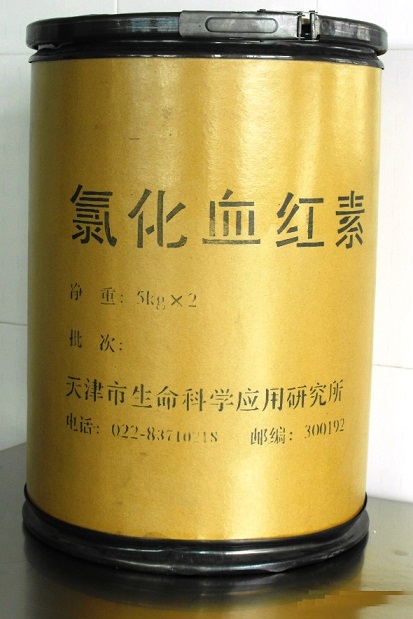 氯化血红素
净 重: 5kg×2
批 次:
天津市生命科学应用研究所
电话: 022-83710218 邮编: 300192